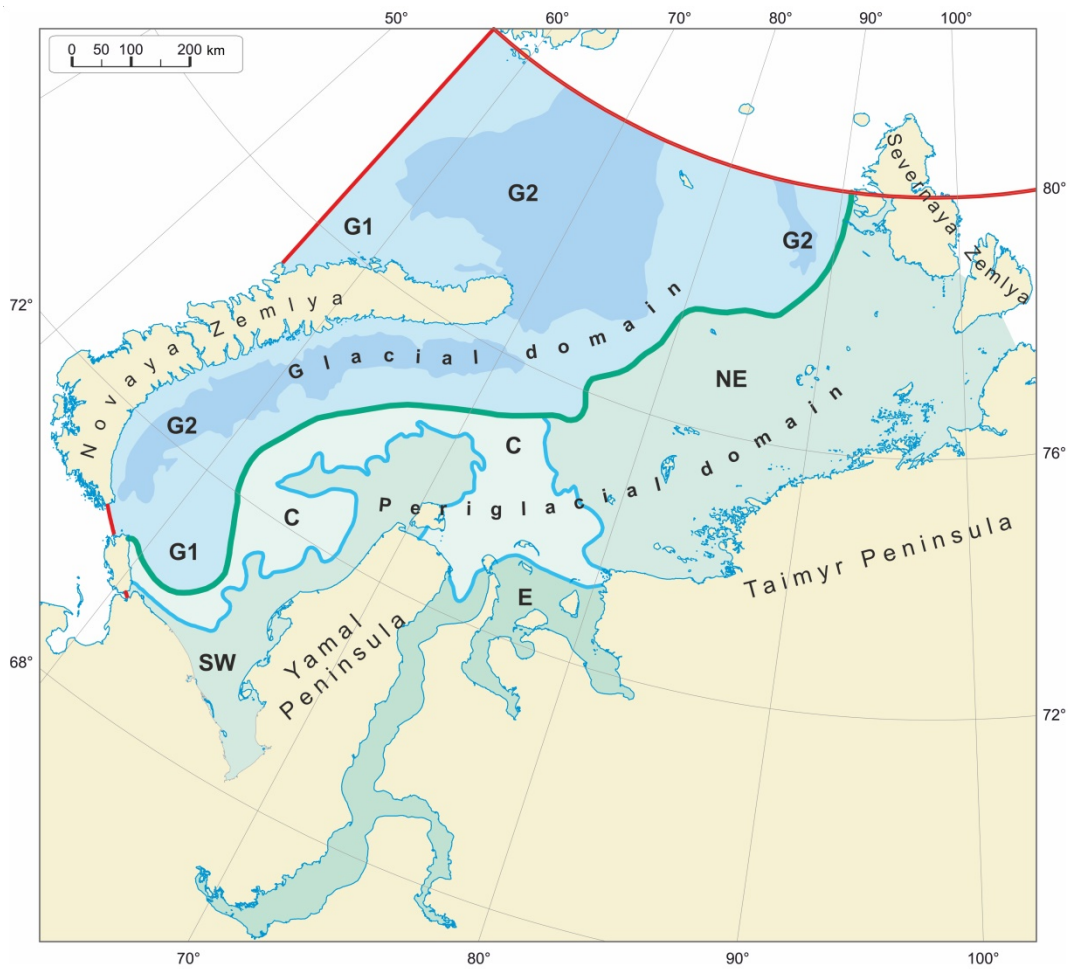 50° 60° 70° 80° 90° 100°
0 50 100 200 km
80°
Severnaya
Zemlya
G2
G1
G2
72°
Novaya Zemlya
Glacial domain
NE
G2
C
76°
Periglacial domain
C
G1
Taimyr Peninsula
E
SW
68°
Yamal
Peninsula
72°
70° 80° 90° 100°